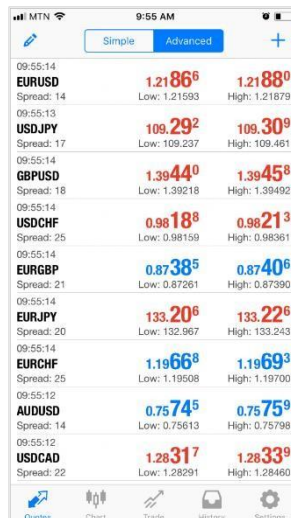 MTN 9:55 AM
Simple Advanced
09:55:14
EURUSD 1.21866 1.21880
Spread: 14 Low: 1.21593 High: 1.21879
09:55:13
USDJPY 109.292 109.309
Spread: 17 Low: 109.237 High: 109.461
09:55:14
GBPUSD 1.39440 1.39458
Spread: 18 Low: 1.39218 High: 1.39492
09:55:14
USDCHF 0.98188 0.98213
Spread: 25 Low: 0.98159 High: 0.98361
09:55:14
EURGBP 0.87385 0.87406
Spread: 21 Low: 0.87261 High: 0.87390
09:55:14
EURJPY 133.206 133.226
Spread: 20 Low: 132.967 High: 133.243
09:55:14
EURCHF 1.19668 1.19693
Spread: 25 Low: 1.19508 High: 1.19700
09:55:12
AUDUSD 0.75745 0.75759
Spread: 14 Low: 0.75613 High: 0.75798
09:55:12
USDCAD 1.28317 1.28339
Spread: 22 Low: 1.28291 High: 1.28460
Quotes Chart Trade History Settings